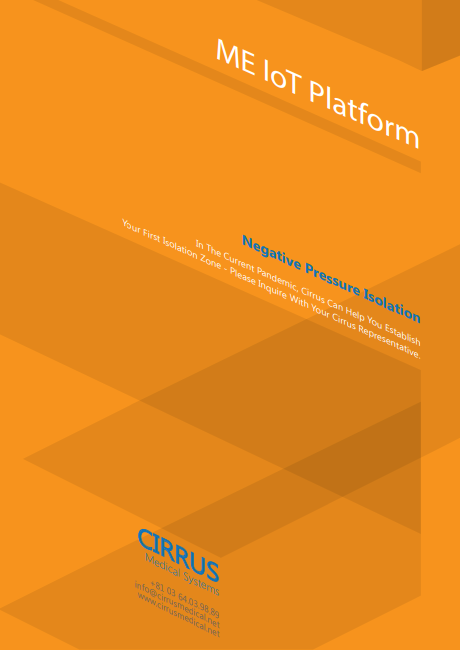 ME IoT Platform
Negative Pressure Isolation
In The Current Pandemic, Cirrus Can Help You Establish
Your First Isolation Zone - Please Inquire With Your Cirrus Representative.
CIRRUS
Medical Systems
+81 03 64.03.98.89
info@cirrusmedical.net
www.cirrusmedical.net